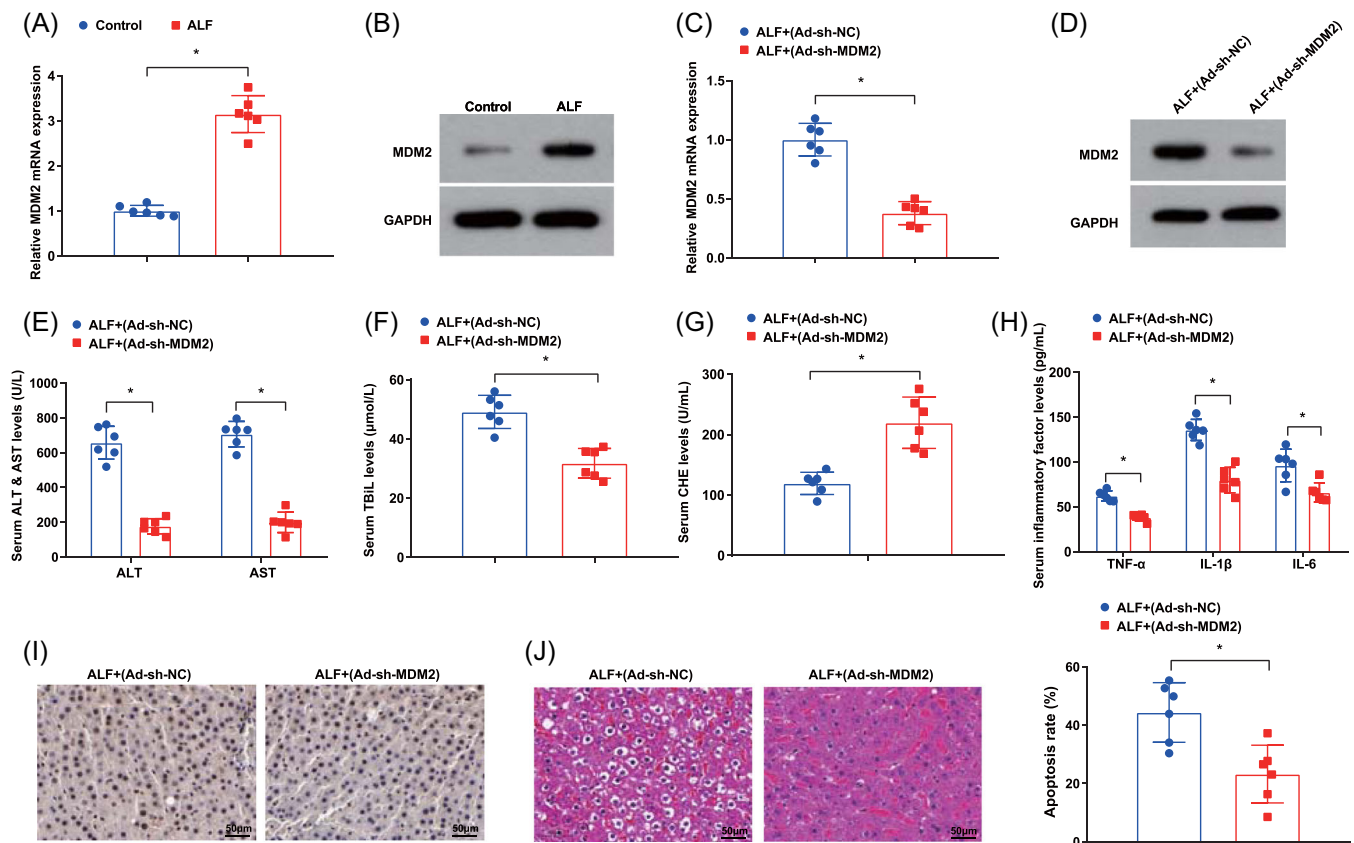 (A)
Control
ALF
Relative MDM2 mRNA expression
0
1
2
3
4
*
(B)
Control
ALF
MDM2
GAPDH
(C)
ALF+(Ad-sh-NC)
ALF+(Ad-sh-MDM2)
Relative MDM2 mRNA expression
0.0
0.5
1.0
1.5
*
(D)
ALF+(Ad-sh-NC)
ALF+(Ad-sh-MDM2)
MDM2
GAPDH
(E)
ALF+(Ad-sh-NC)
ALF+(Ad-sh-MDM2)
Serum ALT & AST levels (U/L)
0
200
400
600
800
1000
*
*
ALT
AST
(F)
ALF+(Ad-sh-NC)
ALF+(Ad-sh-MDM2)
Serum TBiL levels (μmol/L)
0
20
40
60
*
(G)
ALF+(Ad-sh-NC)
ALF+(Ad-sh-MDM2)
Serum CHE levels (U/mL)
0
100
200
300
*
(H)
ALF+(Ad-sh-NC)
ALF+(Ad-sh-MDM2)
Serum inflammatory factor levels (pg/mL)
0
50
100
150
200
*
*
*
TNF-α
IL-1β
IL-6
(I)
ALF+(Ad-sh-NC)
ALF+(Ad-sh-MDM2)
50μm
50μm
(J)
ALF+(Ad-sh-NC)
ALF+(Ad-sh-MDM2)
50μm
50μm
ALF+(Ad-sh-NC)
ALF+(Ad-sh-MDM2)
Apoptosis rate (%)
0
20
40
60
*